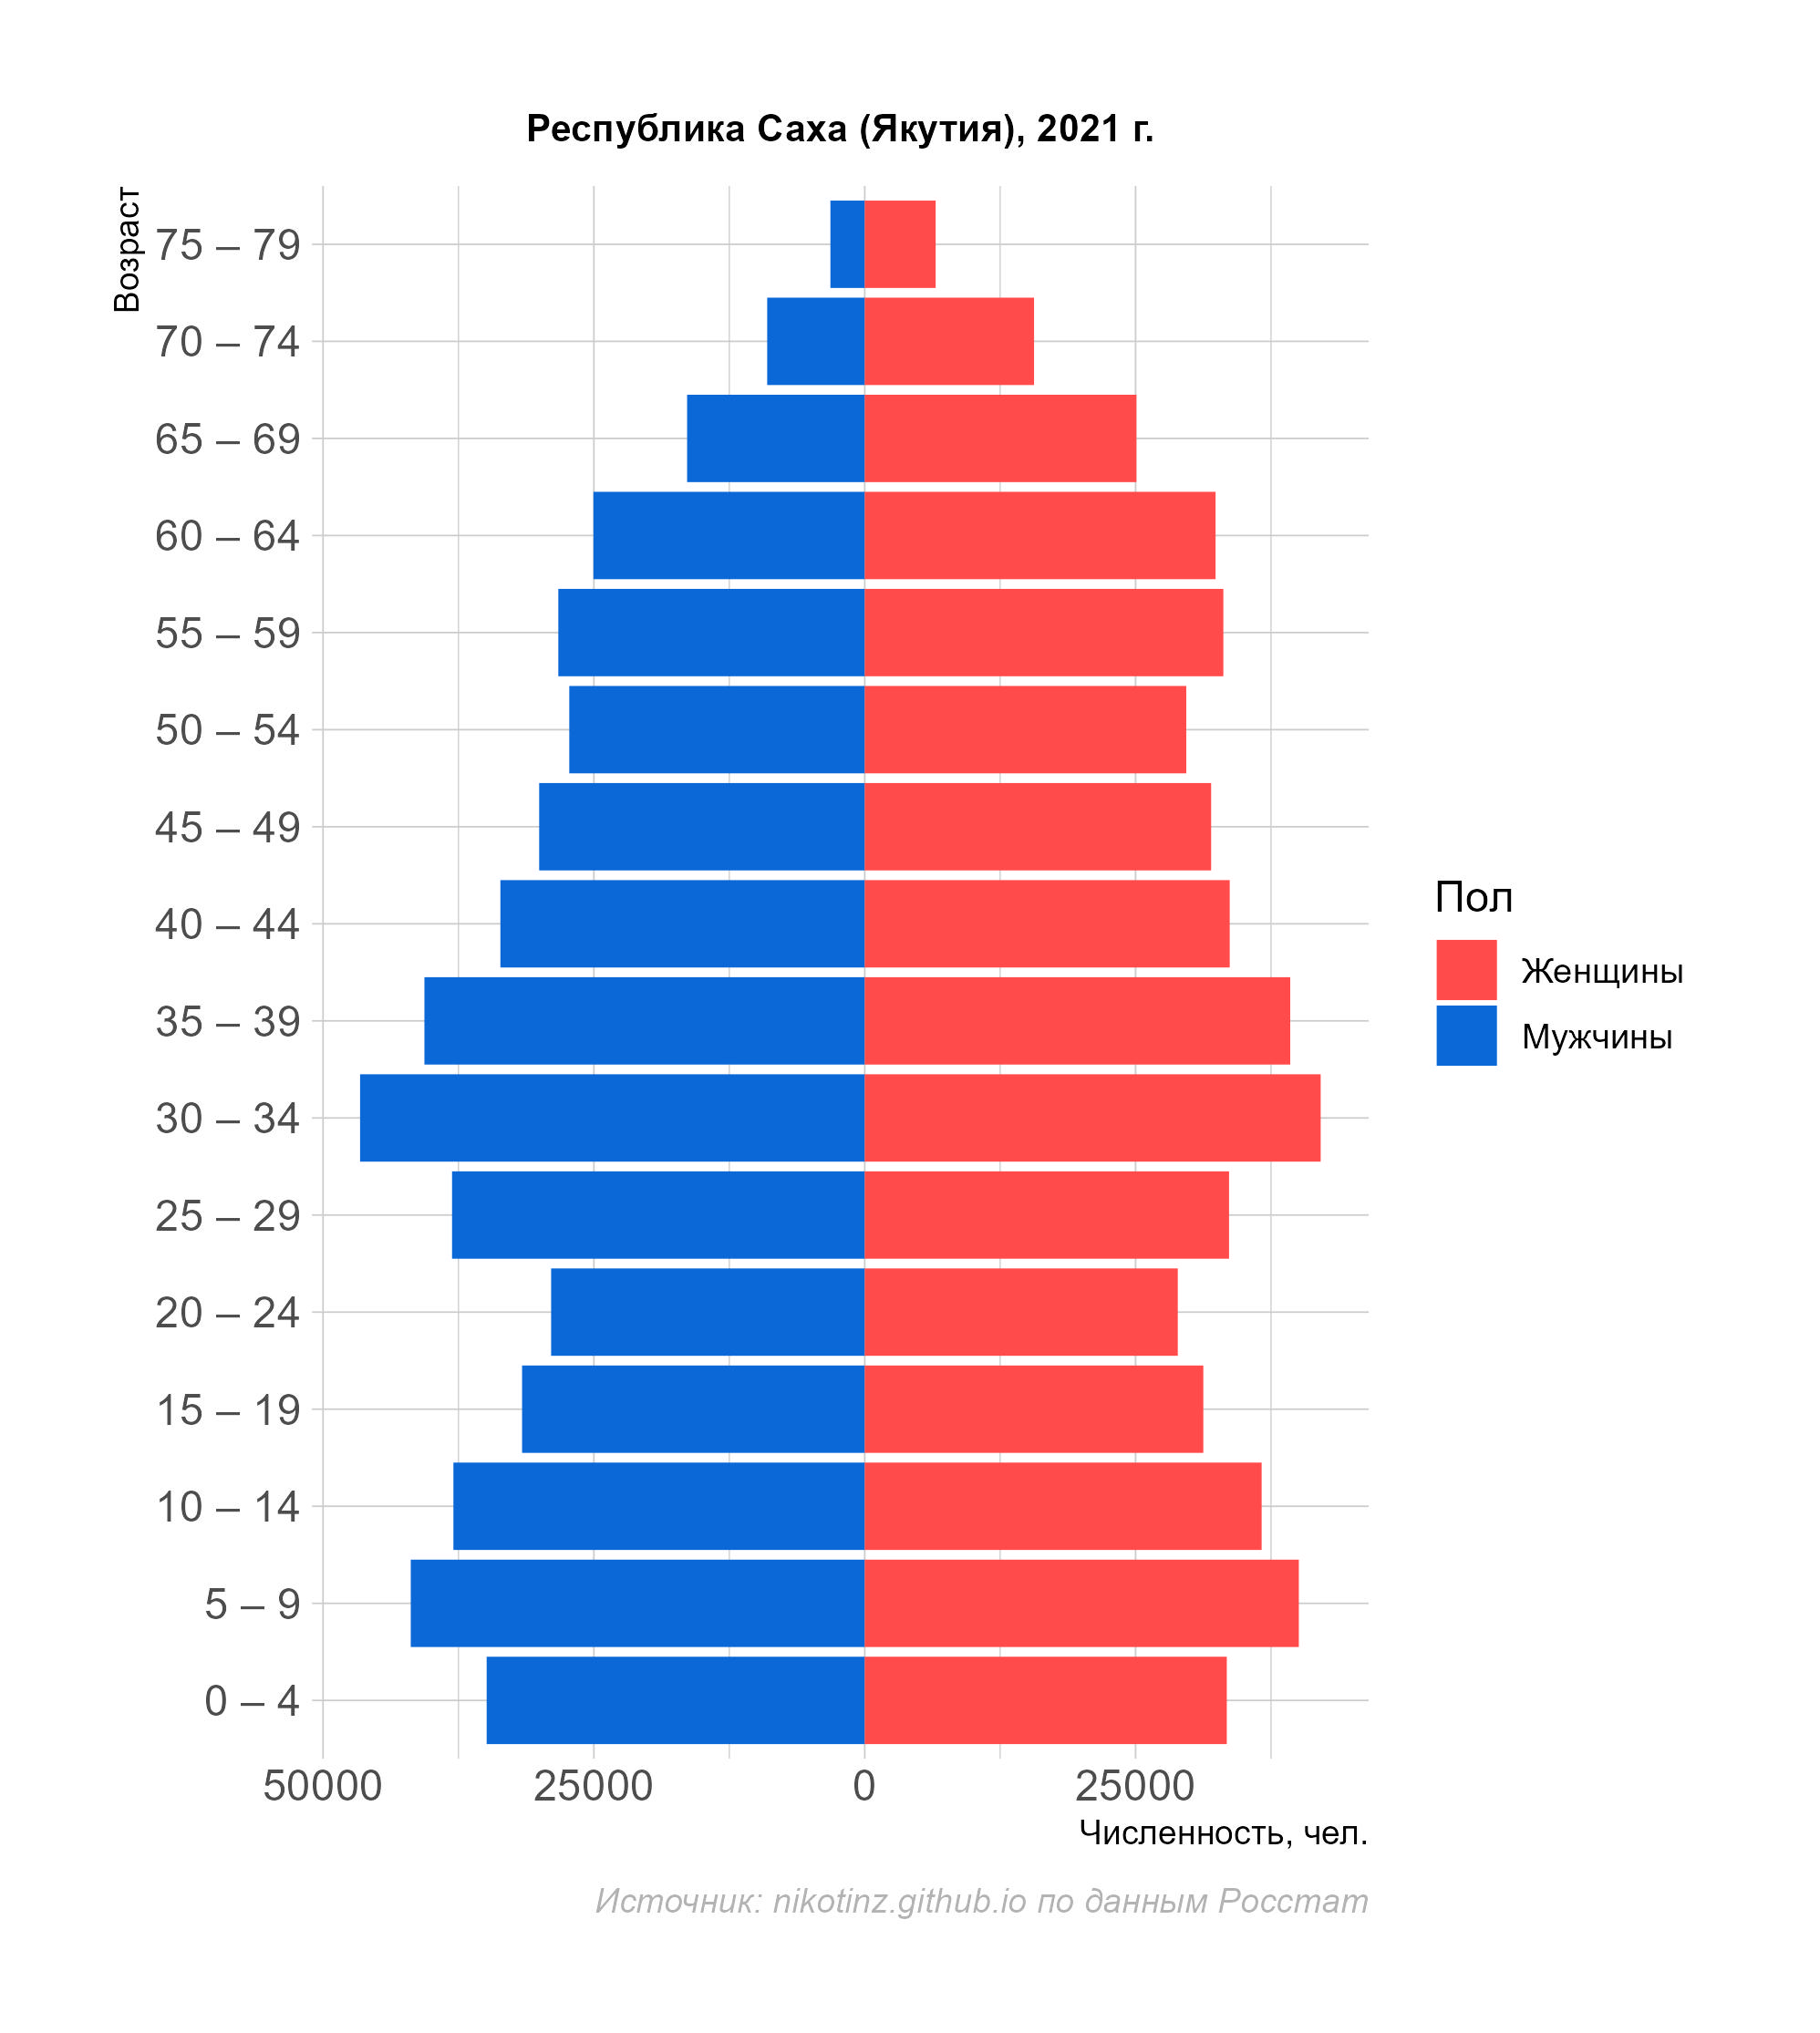 Республика Саха (Якутия), 2021 г.
Возраст
75 – 79
70 – 74
65 – 69
60 – 64
55 – 59
50 – 54
45 – 49
40 – 44
35 – 39
30 – 34
25 – 29
20 – 24
15 – 19
10 – 14
5 – 9
0 – 4
50000 25000 0 25000
Численность, чел.
Пол
Женщины
Мужчины
Источник: nikotinz.github.io по данным Росстат